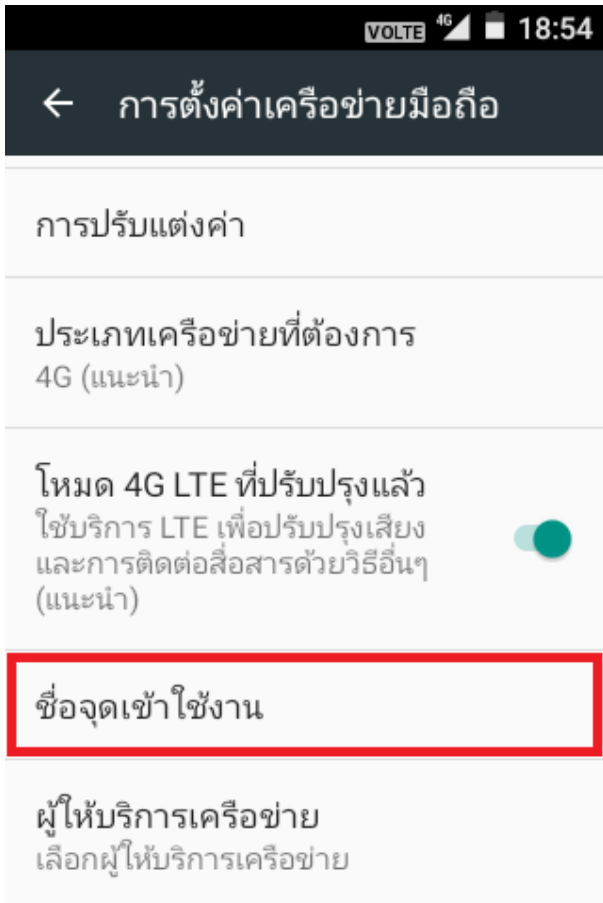 VOLTE 4G 18:54
การตั้งค่าเครือข่ายมือถือ
การปรับแต่งค่า
ประเภทเครือข่ายที่ต้องการ
4G (แนะนำ)
โหมด 4G LTE ที่ปรับปรุงแล้ว
ใช้บริการ LTE เพื่อปรับปรุงเสียง
และการติดต่อสื่อสารด้วยวิธีอื่นๆ
(แนะนำ)
ชื่อจุดเข้าใช้งาน
ผู้ให้บริการเครือข่าย
เลือกผู้ให้บริการเครือข่าย